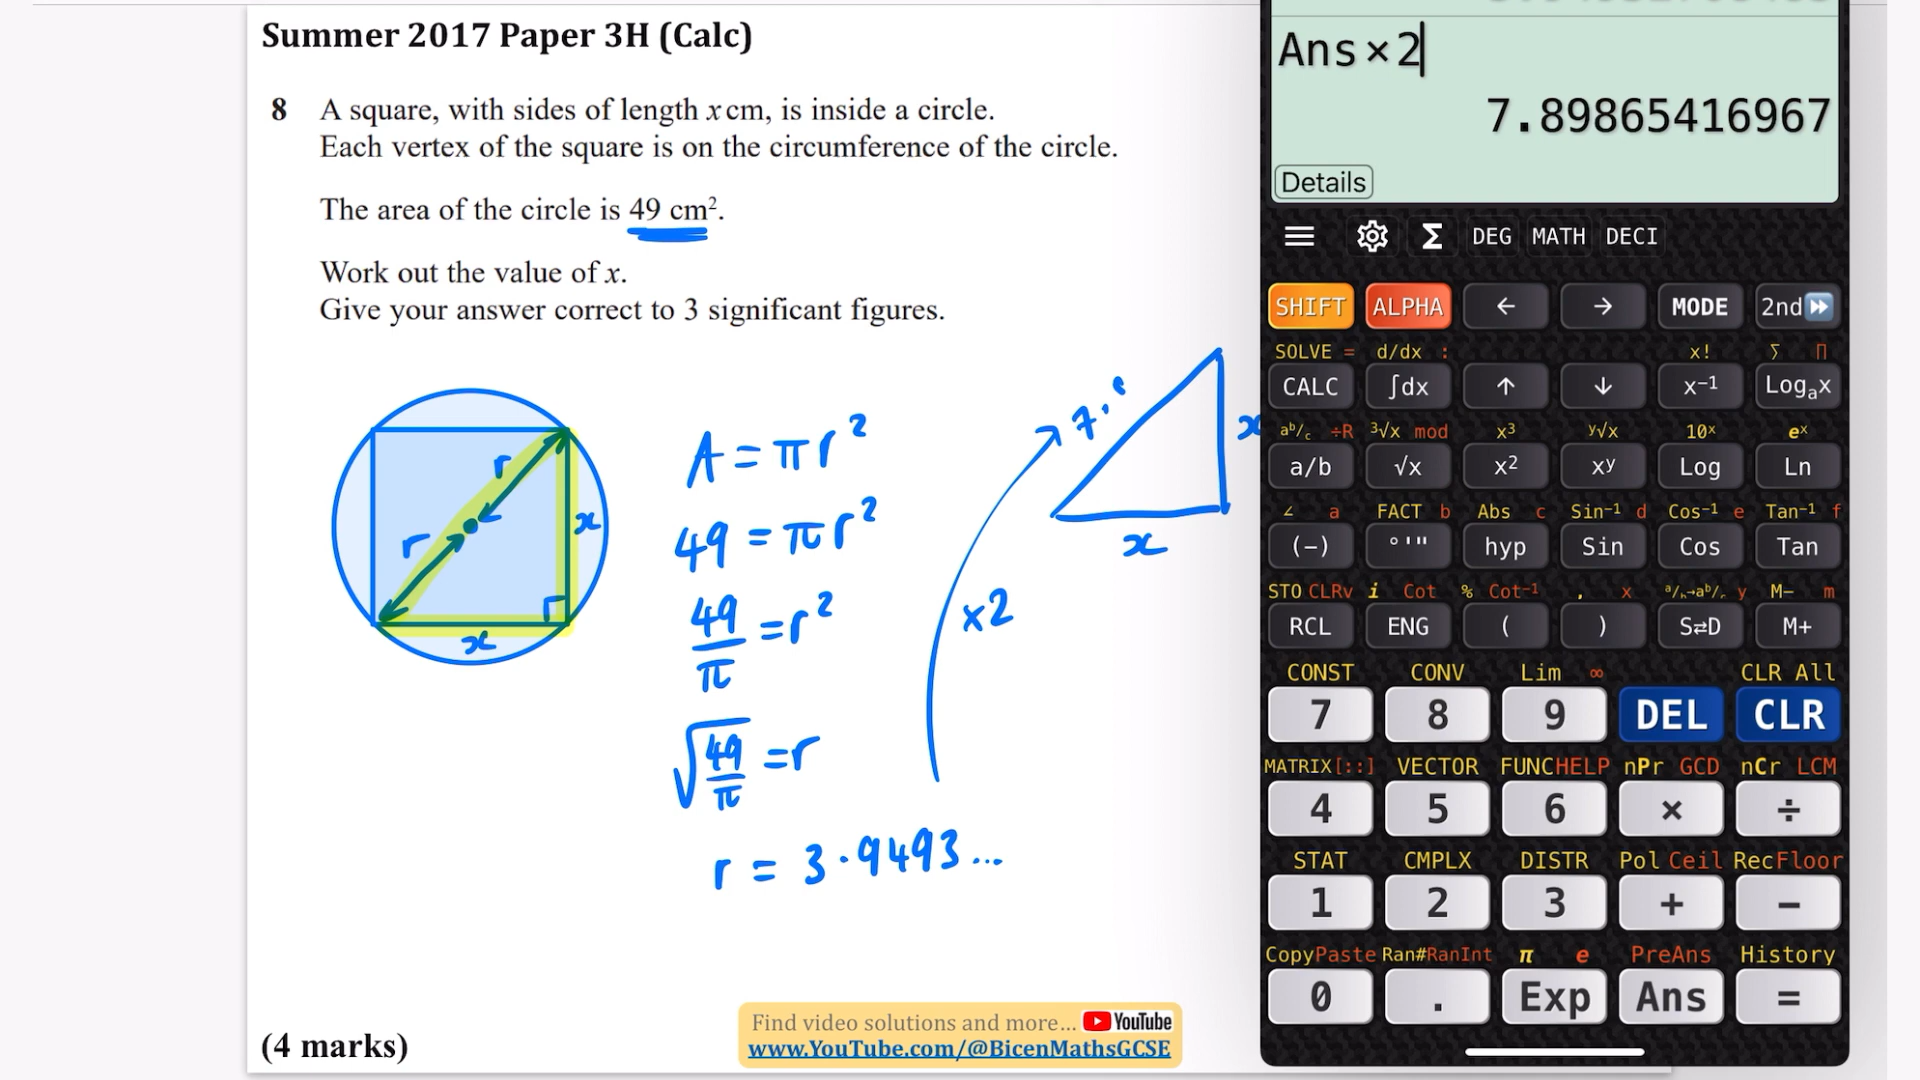 Summer 2017 Paper 3H (Calc)
8 A square, with sides of length x cm, is inside a circle.
Each vertex of the square is on the circumference of the circle.
The area of the circle is 49 cm².
Work out the value of x.
Give your answer correct to 3 significant figures.
r
r
x
x
A = πr²
49 = πr²
49/π = r²
√49/π = r
r = 3.9493...
×2
7.
x
x
(4 marks)
Find video solutions and more... YouTube
www.YouTube.com/@BicenMathsGCSE
Ans×2
7.89865416967
Details
Σ DEG MATH DECI
SHIFT ALPHA ← → MODE 2nd
SOLVE = d/dx : x! ∑ ∏
CALC ∫dx ↑ ↓ x⁻¹ Logₐx
aᵇ/c ÷R ³√x mod x³ ʸ√x 10ˣ eˣ
a/b √x x² xʸ Log Ln
∠ a FACT b Abs c Sin⁻¹ d Cos⁻¹ e Tan⁻¹ f
(−) °'" hyp Sin Cos Tan
STO CLRv i Cot % Cot⁻¹ , x y M− m
RCL ENG ( ) S⇄D M+
CONST CONV Lim ∞ CLR All
7 8 9 DEL CLR
MATRIX[::] VECTOR FUNCHELP nPr GCD nCr LCM
4 5 6 × ÷
STAT CMPLX DISTR Pol Ceil RecFloor
1 2 3 + −
CopyPaste Ran#RanInt π e PreAns History
0 . Exp Ans =